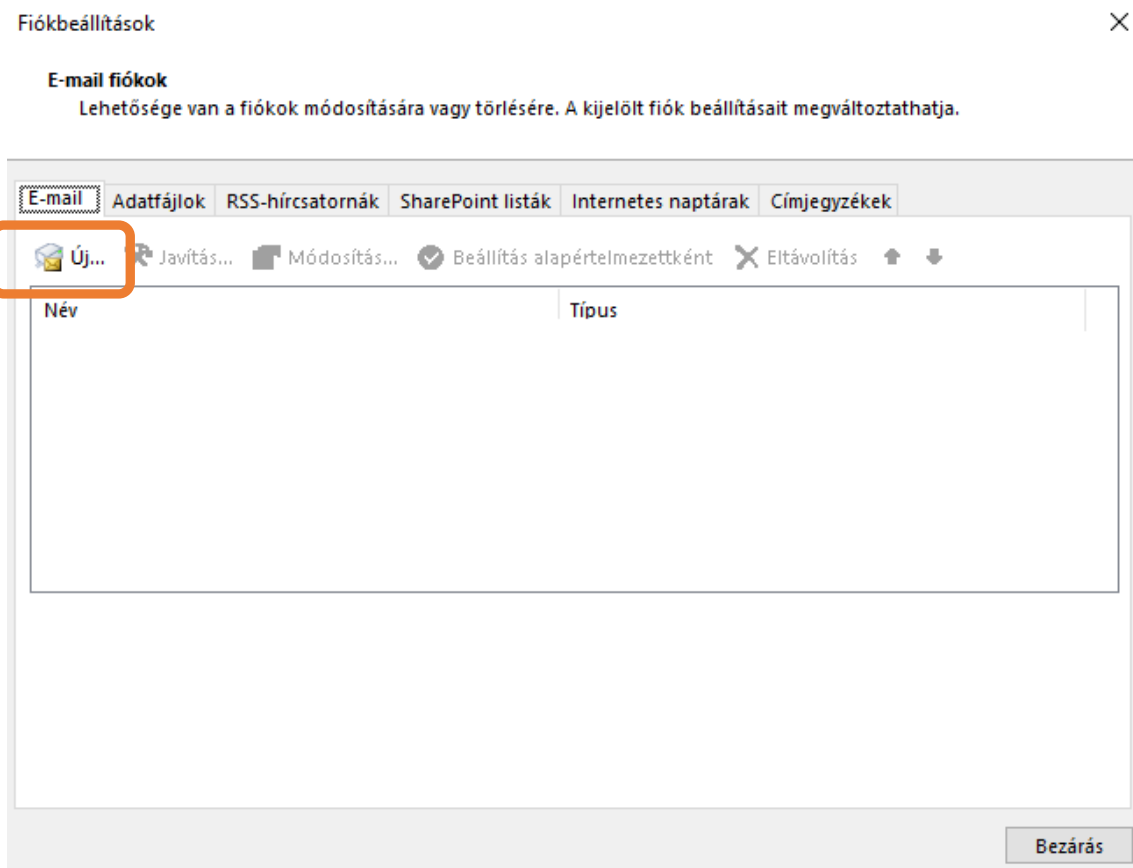 Fiókbeállítások
E-mail fiókok
Lehetősége van a fiókok módosítására vagy törlésére. A kijelölt fiók beállításait megváltoztathatja.
E-mail Adatfájlok RSS-hírcsatornák SharePoint listák Internetes naptárak Címjegyzékek
Új... Javítás... Módosítás... Beállítás alapértelmezettként Eltávolítás
Név Típus
Bezárás